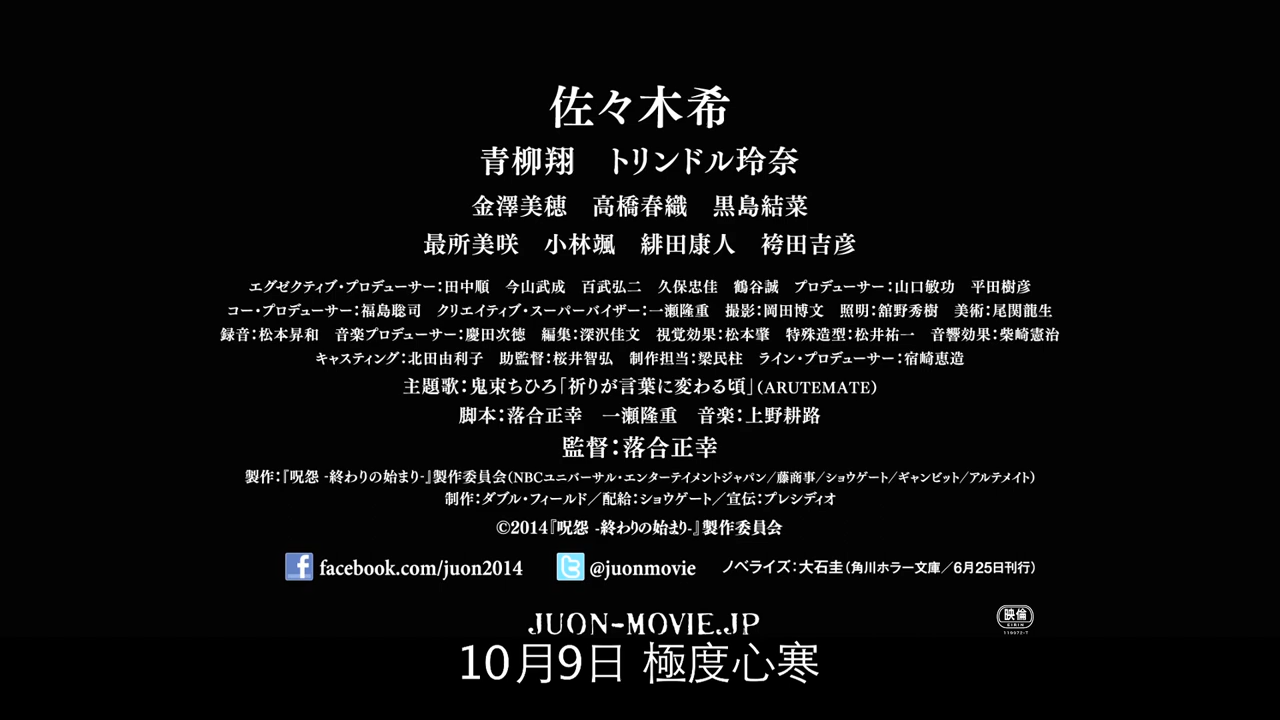 佐々木希
青柳翔　トリンドル玲奈
金澤美穂　高橋春織　黒島結菜
最所美咲　小林颯　緋田康人　袴田吉彦
エグゼクティブ・プロデューサー：田中順　今山武成　百武弘二　久保忠佳　鶴谷誠　プロデューサー：山口敏功　平田樹彦
コー・プロデューサー：福島聡司　クリエイティブ・スーパーバイザー：一瀬隆重　撮影：岡田博文　照明：舘野秀樹　美術：尾関龍生
録音：松本昇和　音楽プロデューサー：慶田次徳　編集：深沢佳文　視覚効果：松本肇　特殊造型：松井祐一　音響効果：柴崎憲治
キャスティング：北田由利子　助監督：桜井智弘　制作担当：梁民柱　ライン・プロデューサー：宿崎恵造
主題歌：鬼束ちひろ「祈りが言葉に変わる頃」（ARUTEMATE）
脚本：落合正幸　一瀬隆重　音楽：上野耕路
監督：落合正幸
製作：『呪怨 -終わりの始まり-』製作委員会（NBCユニバーサル・エンターテイメントジャパン／藤商事／ショウゲート／ギャンビット／アルテメイト）
制作：ダブル・フィールド／配給：ショウゲート／宣伝：プレシディオ
©2014『呪怨 -終わりの始まり-』製作委員会
facebook.com/juon2014　@juonmovie　ノベライズ：大石圭（角川ホラー文庫／6月25日刊行）
JUON-MOVIE.JP
映倫
EIRIN
10月9日 極度心寒